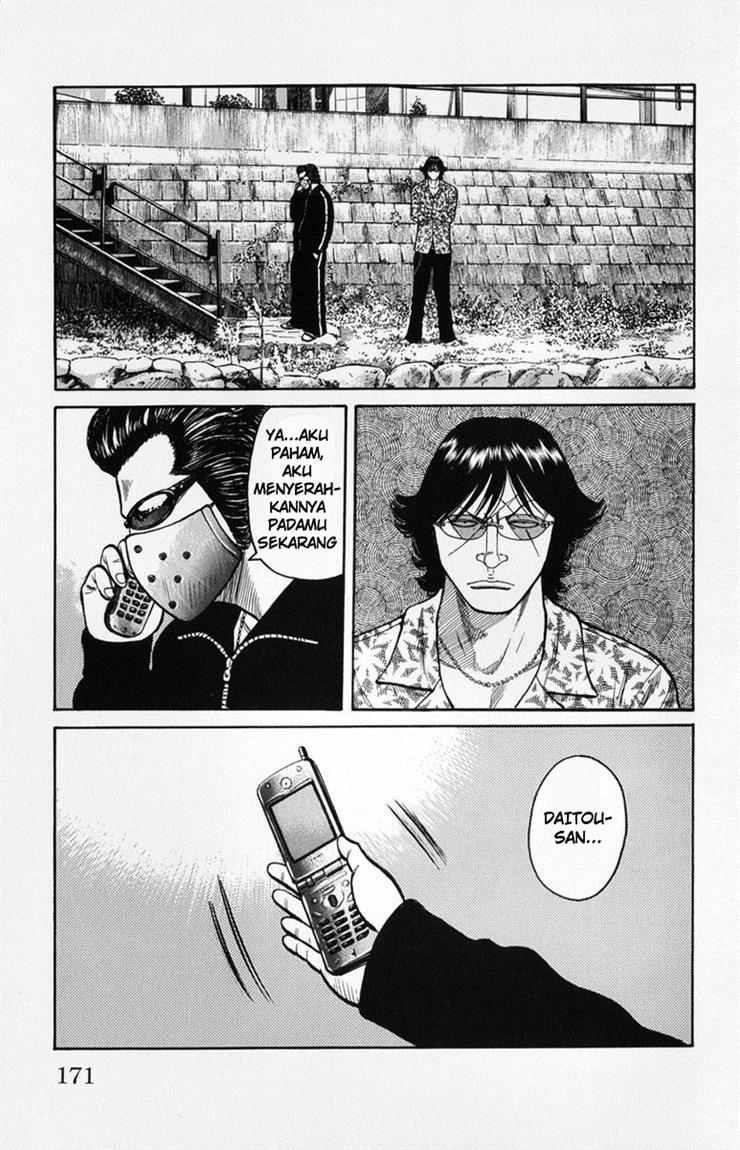 YA...AKU
PAHAM,
AKU
MENYERAH-
KANNYA
PADAMU
SEKARANG
DAITOU-
SAN...
171